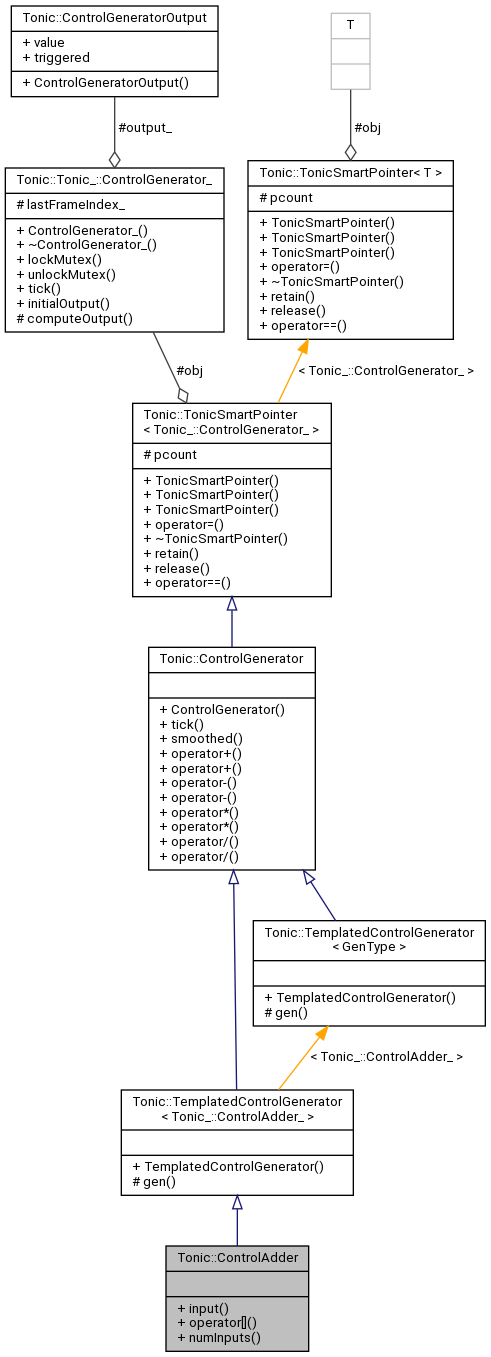 Tonic::ControlGeneratorOutput
+ value
+ triggered
+ ControlGeneratorOutput()
T
#output_
#obj
Tonic::Tonic_::ControlGenerator_
# lastFrameIndex_
+ ControlGenerator_()
+ ~ControlGenerator_()
+ lockMutex()
+ unlockMutex()
+ tick()
+ initialOutput()
# computeOutput()
Tonic::TonicSmartPointer< T >
# pcount
+ TonicSmartPointer()
+ TonicSmartPointer()
+ TonicSmartPointer()
+ operator=()
+ ~TonicSmartPointer()
+ retain()
+ release()
+ operator==()
#obj
< Tonic_::ControlGenerator_ >
Tonic::TonicSmartPointer
< Tonic_::ControlGenerator_ >
# pcount
+ TonicSmartPointer()
+ TonicSmartPointer()
+ TonicSmartPointer()
+ operator=()
+ ~TonicSmartPointer()
+ retain()
+ release()
+ operator==()
Tonic::ControlGenerator
+ ControlGenerator()
+ tick()
+ smoothed()
+ operator+()
+ operator+()
+ operator-()
+ operator-()
+ operator*()
+ operator*()
+ operator/()
+ operator/()
Tonic::TemplatedControlGenerator
< GenType >
+ TemplatedControlGenerator()
# gen()
< Tonic_::ControlAdder_ >
Tonic::TemplatedControlGenerator
< Tonic_::ControlAdder_ >
+ TemplatedControlGenerator()
# gen()
Tonic::ControlAdder
+ input()
+ operator[]()
+ numInputs()